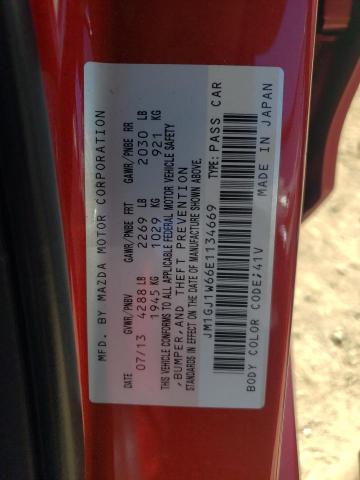 MFD. BY MAZDA MOTOR CORPORATION
DATE GVWR/PNBV GAWR/PNBE FRT GAWR/PNBE RR
07/13 4288 LB 2269 LB 2030 LB
1945 KG 1029 KG 921 KG
THIS VEHICLE CONFORMS TO ALL APPLICABLE FEDERAL MOTOR VEHICLE SAFETY
,BUMPER,AND THEFT PREVENTION
STANDARDS IN EFFECT ON THE DATE OF MANUFACTURE SHOWN ABOVE.
JM1GJ1W66E1134669 TYPE: PASS CAR
BODY COLOR CODE:41V MADE IN JAPAN